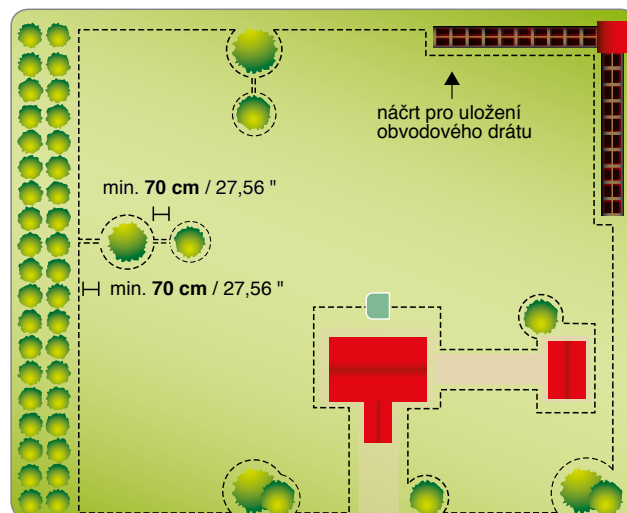 náčrt pro uložení
obvodového drátu
min. 70 cm / 27,56 "
min. 70 cm / 27,56 "